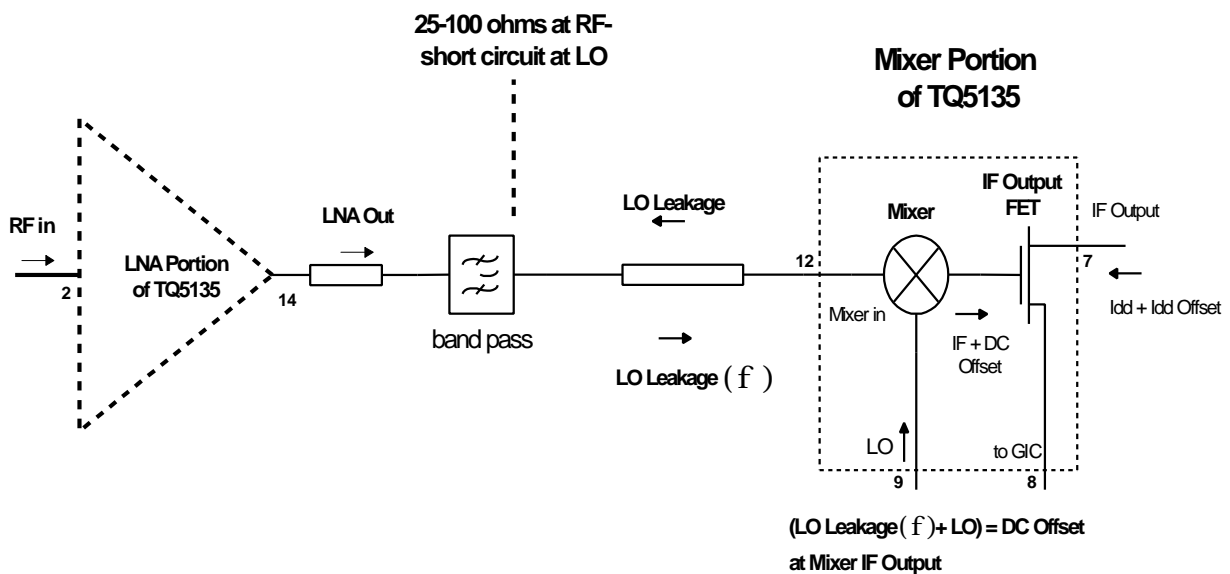 25-100 ohms at RF-
short circuit at LO
Mixer Portion
of TQ5135
IF Output
FET
LO Leakage
Mixer
IF Output
LNA Out
RF in
LNA Portion
of TQ5135
2
14
12
7
Mixer in
Idd + Idd Offset
band pass
IF + DC
Offset
LO Leakage (f)
LO
to GIC
9
8
(LO Leakage(f)+ LO) = DC Offset
at Mixer IF Output